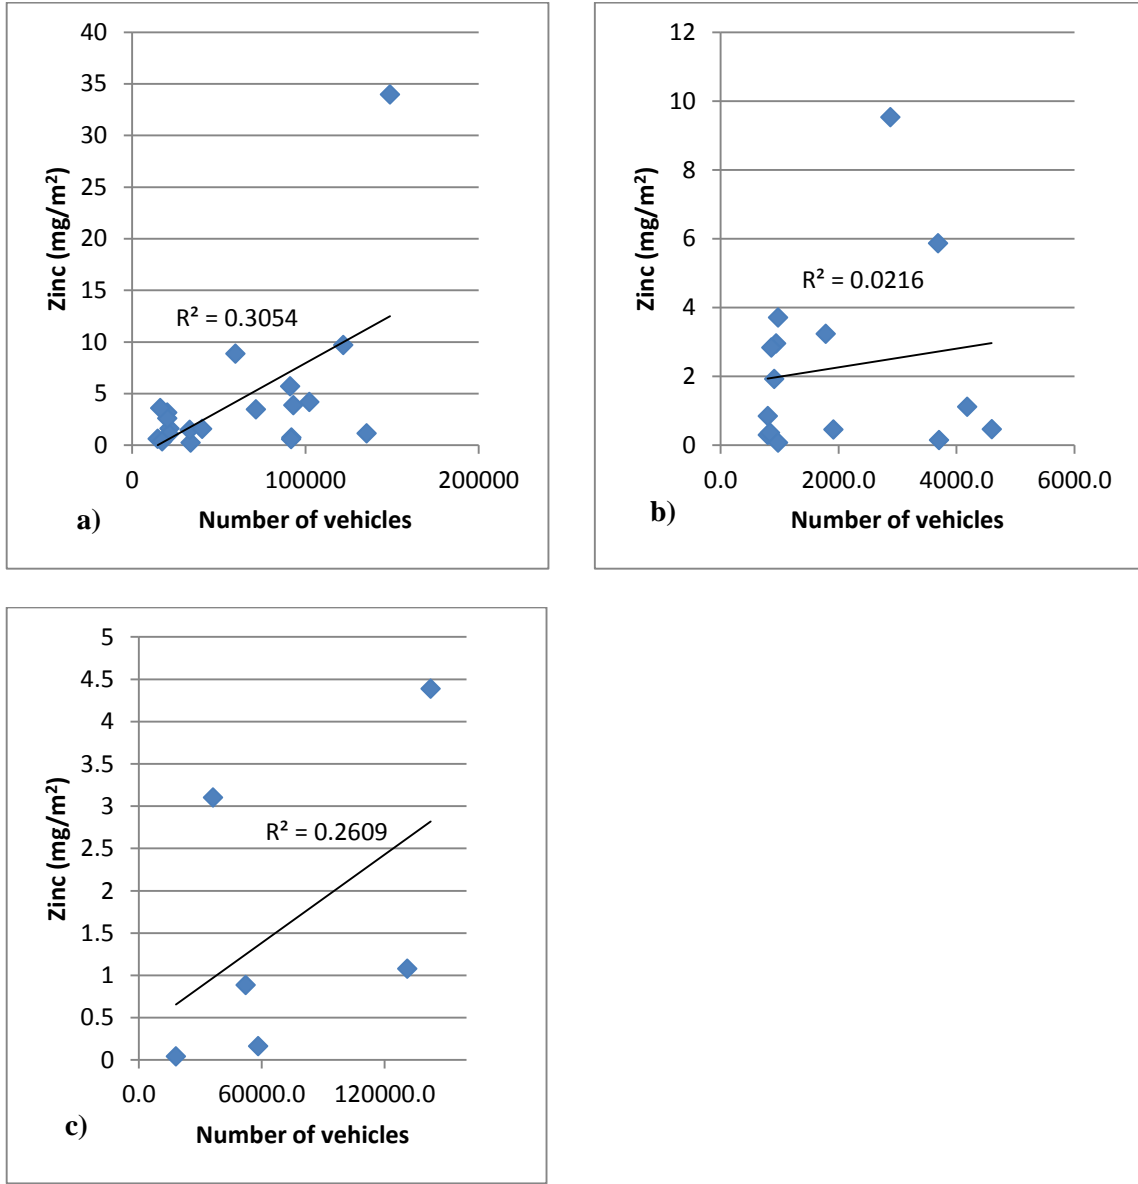 40
35
30
25
20
15
10
5
0
Zinc (mg/m²)
R² = 0.3054
0 100000 200000
a)
Number of vehicles
12
10
8
6
4
2
0
Zinc (mg/m²)
R² = 0.0216
0.0 2000.0 4000.0 6000.0
b)
Number of vehicles
5
4.5
4
3.5
3
2.5
2
1.5
1
0.5
0
Zinc (mg/m²)
R² = 0.2609
0.0 60000.0 120000.0
c)
Number of vehicles